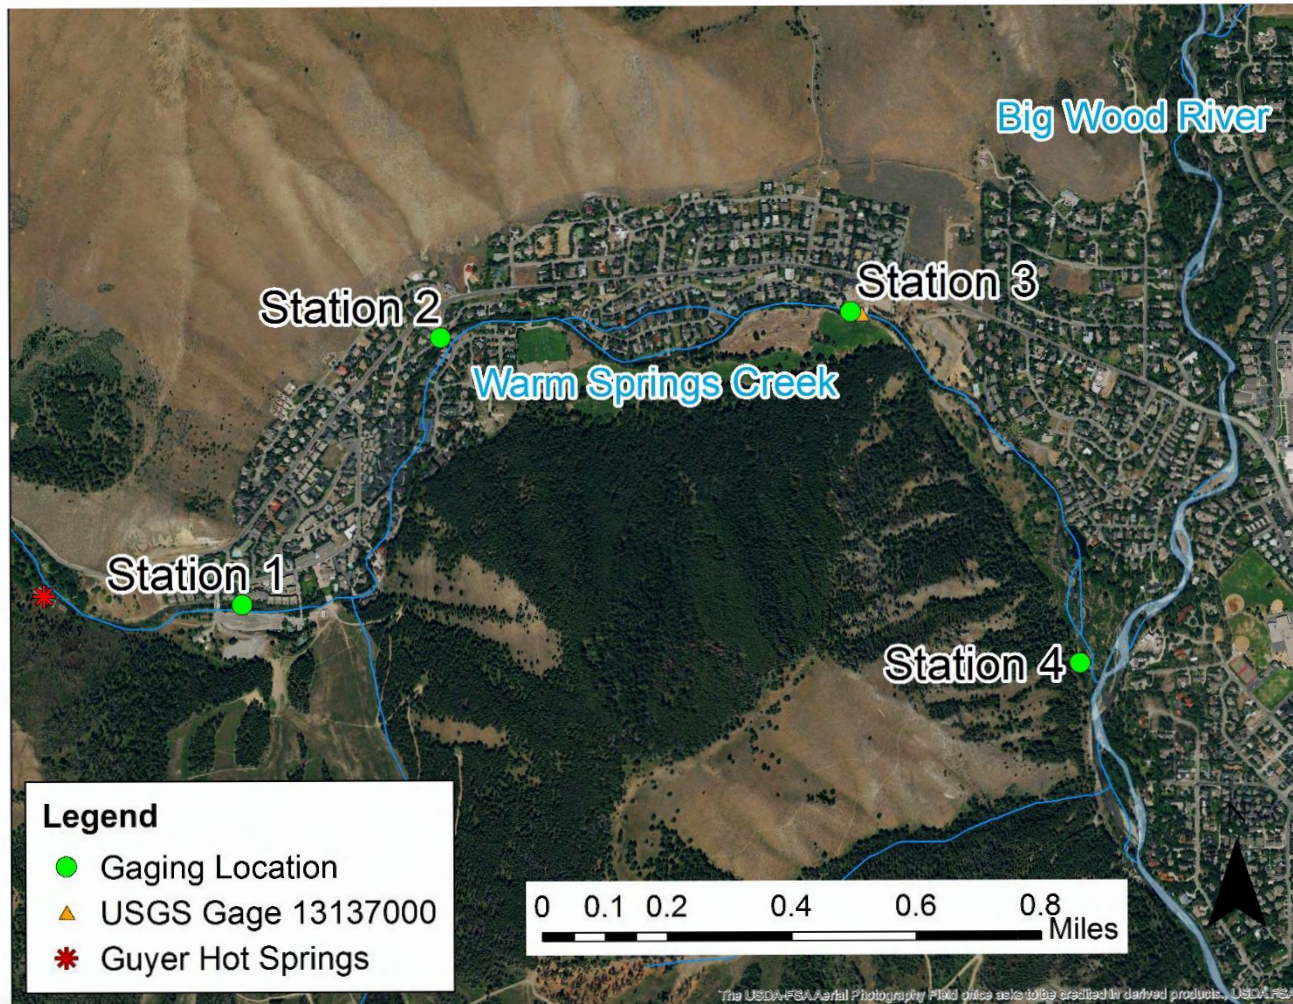 Big Wood River
Station 3
Station 2
Warm Springs Creek
Station 1
Station 4
N
Legend
Gaging Location
USGS Gage 13137000
Guyer Hot Springs
0 0.1 0.2 0.4 0.6 0.8
Miles
The USDA-FSA Aerial Photography Field office asks to be credited in derived products. USDA FS